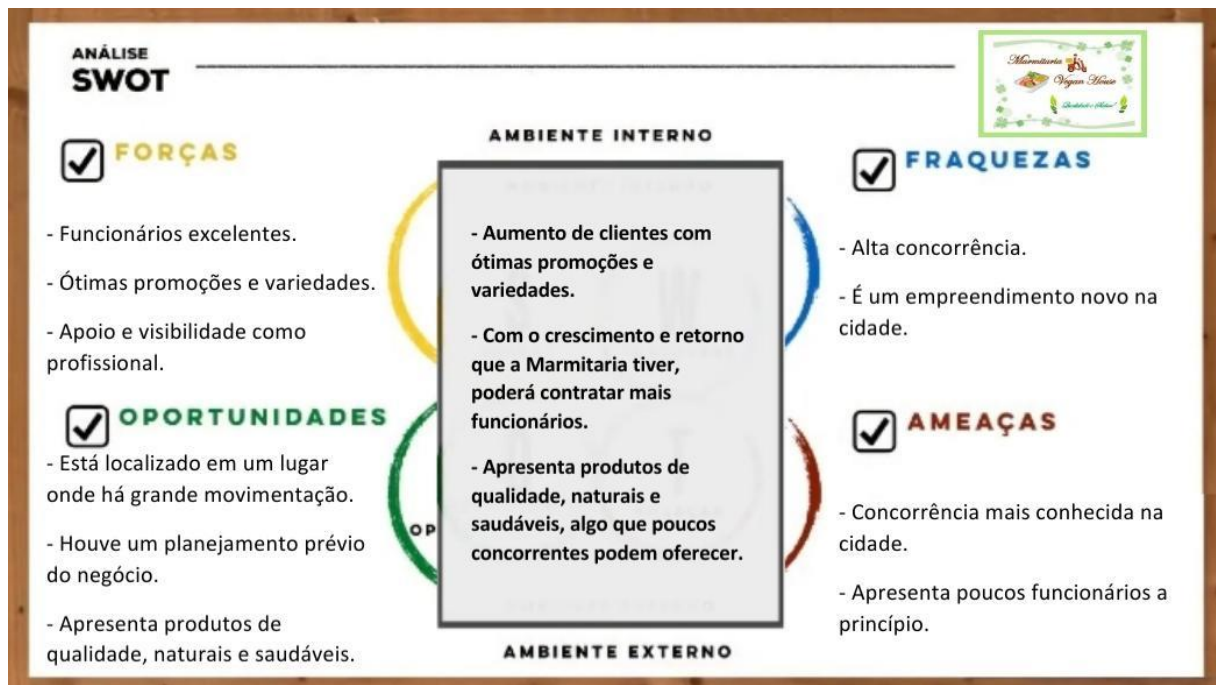 ANÁLISE
SWOT
Marmitaria
Vegan House
AMBIENTE INTERNO
FORÇAS
- Funcionários excelentes.
- Ótimas promoções e variedades.
- Apoio e visibilidade como
profissional.
FRAQUEZAS
- Alta concorrência.
- É um empreendimento novo na
cidade.
- Aumento de clientes com
ótimas promoções e
variedades.
- Com o crescimento e retorno
que a Marmitaria tiver,
poderá contratar mais
funcionários.
- Apresenta produtos de
qualidade, naturais e
saudáveis, algo que poucos
concorrentes podem oferecer.
OPORTUNIDADES
- Está localizado em um lugar
onde há grande movimentação.
- Houve um planejamento prévio
do negócio.
- Apresenta produtos de
qualidade, naturais e saudáveis.
OP
AMEAÇAS
- Concorrência mais conhecida na
cidade.
- Apresenta poucos funcionários a
princípio.
AMBIENTE EXTERNO